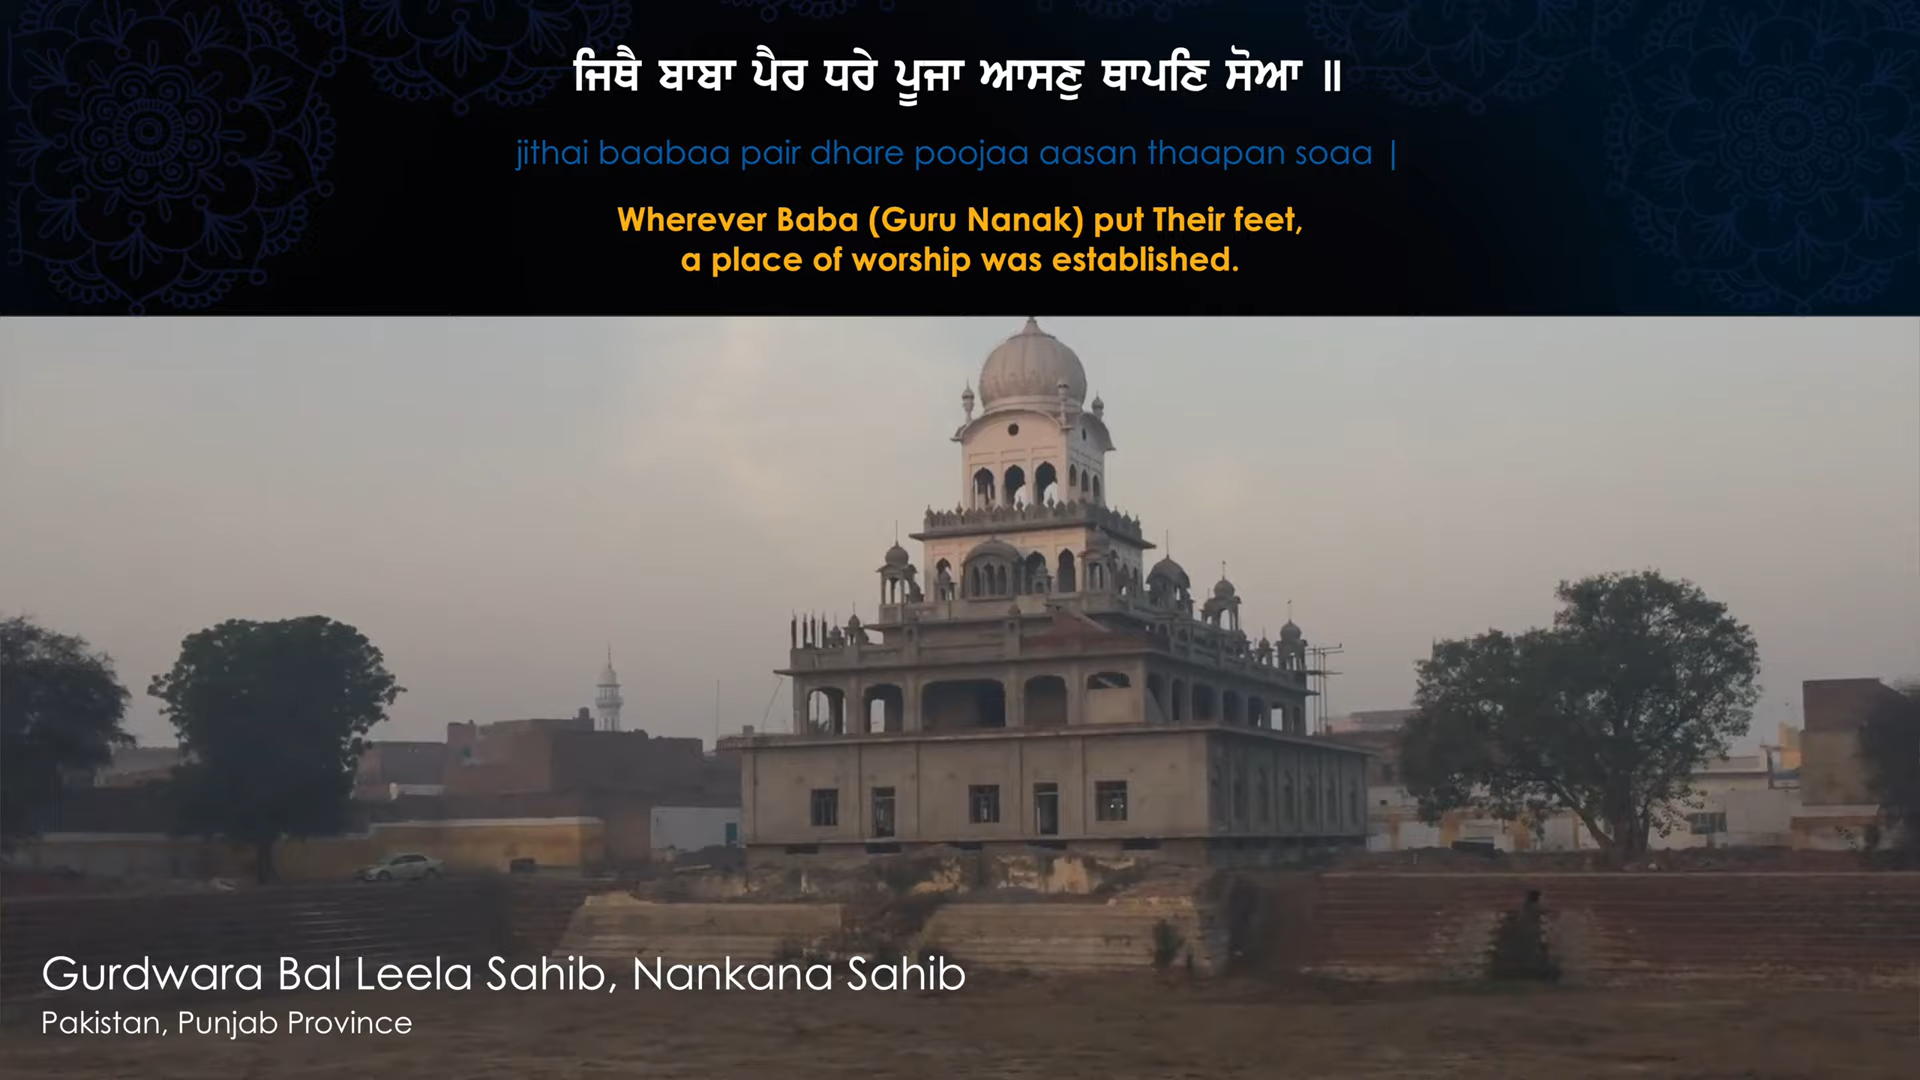 ਜਿਥੈ ਬਾਬਾ ਪੈਰ ਧਰੇ ਪੂਜਾ ਆਸਣੁ ਥਾਪਣਿ ਸੋਆ ॥
jithai baabaa pair dhare poojaa aasan thaapan soaa |
Wherever Baba (Guru Nanak) put Their feet,
a place of worship was established.
Gurdwara Bal Leela Sahib, Nankana Sahib
Pakistan, Punjab Province